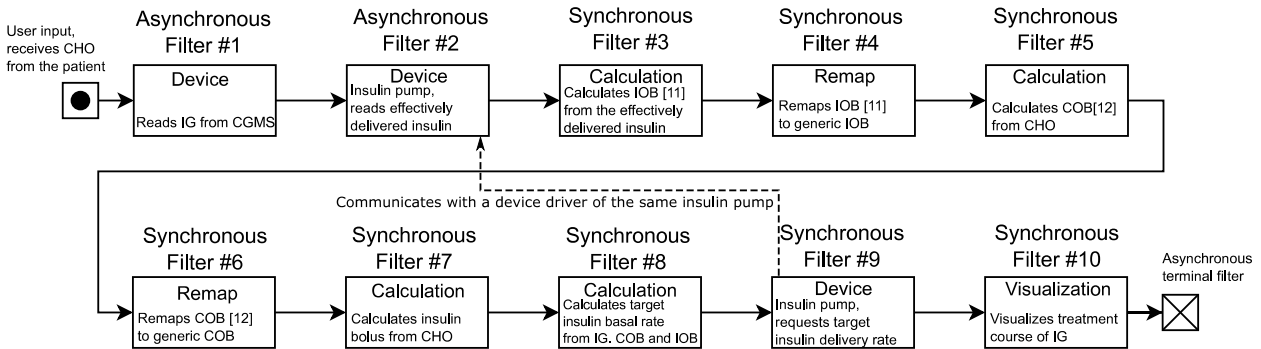 User input,
receives CHO
from the patient
Asynchronous
Filter #1
Device
Reads IG from CGMS
Asynchronous
Filter #2
Device
Insulin pump,
reads effectively
delivered insulin
Synchronous
Filter #3
Calculation
Calculates IOB [11]
from the effectively
delivered insulin
Synchronous
Filter #4
Remap
Remaps IOB [11]
to generic IOB
Synchronous
Filter #5
Calculation
Calculates COB[12]
from CHO
Communicates with a device driver of the same insulin pump
Synchronous
Filter #6
Remap
Remaps COB [12]
to generic COB
Synchronous
Filter #7
Calculation
Calculates insulin
bolus from CHO
Synchronous
Filter #8
Calculation
Calculates target
insulin basal rate
from IG. COB and IOB
Synchronous
Filter #9
Device
Insulin pump,
requests target
insulin delivery rate
Synchronous
Filter #10
Visualization
Visualizes treatment
course of IG
Asynchronous
terminal filter